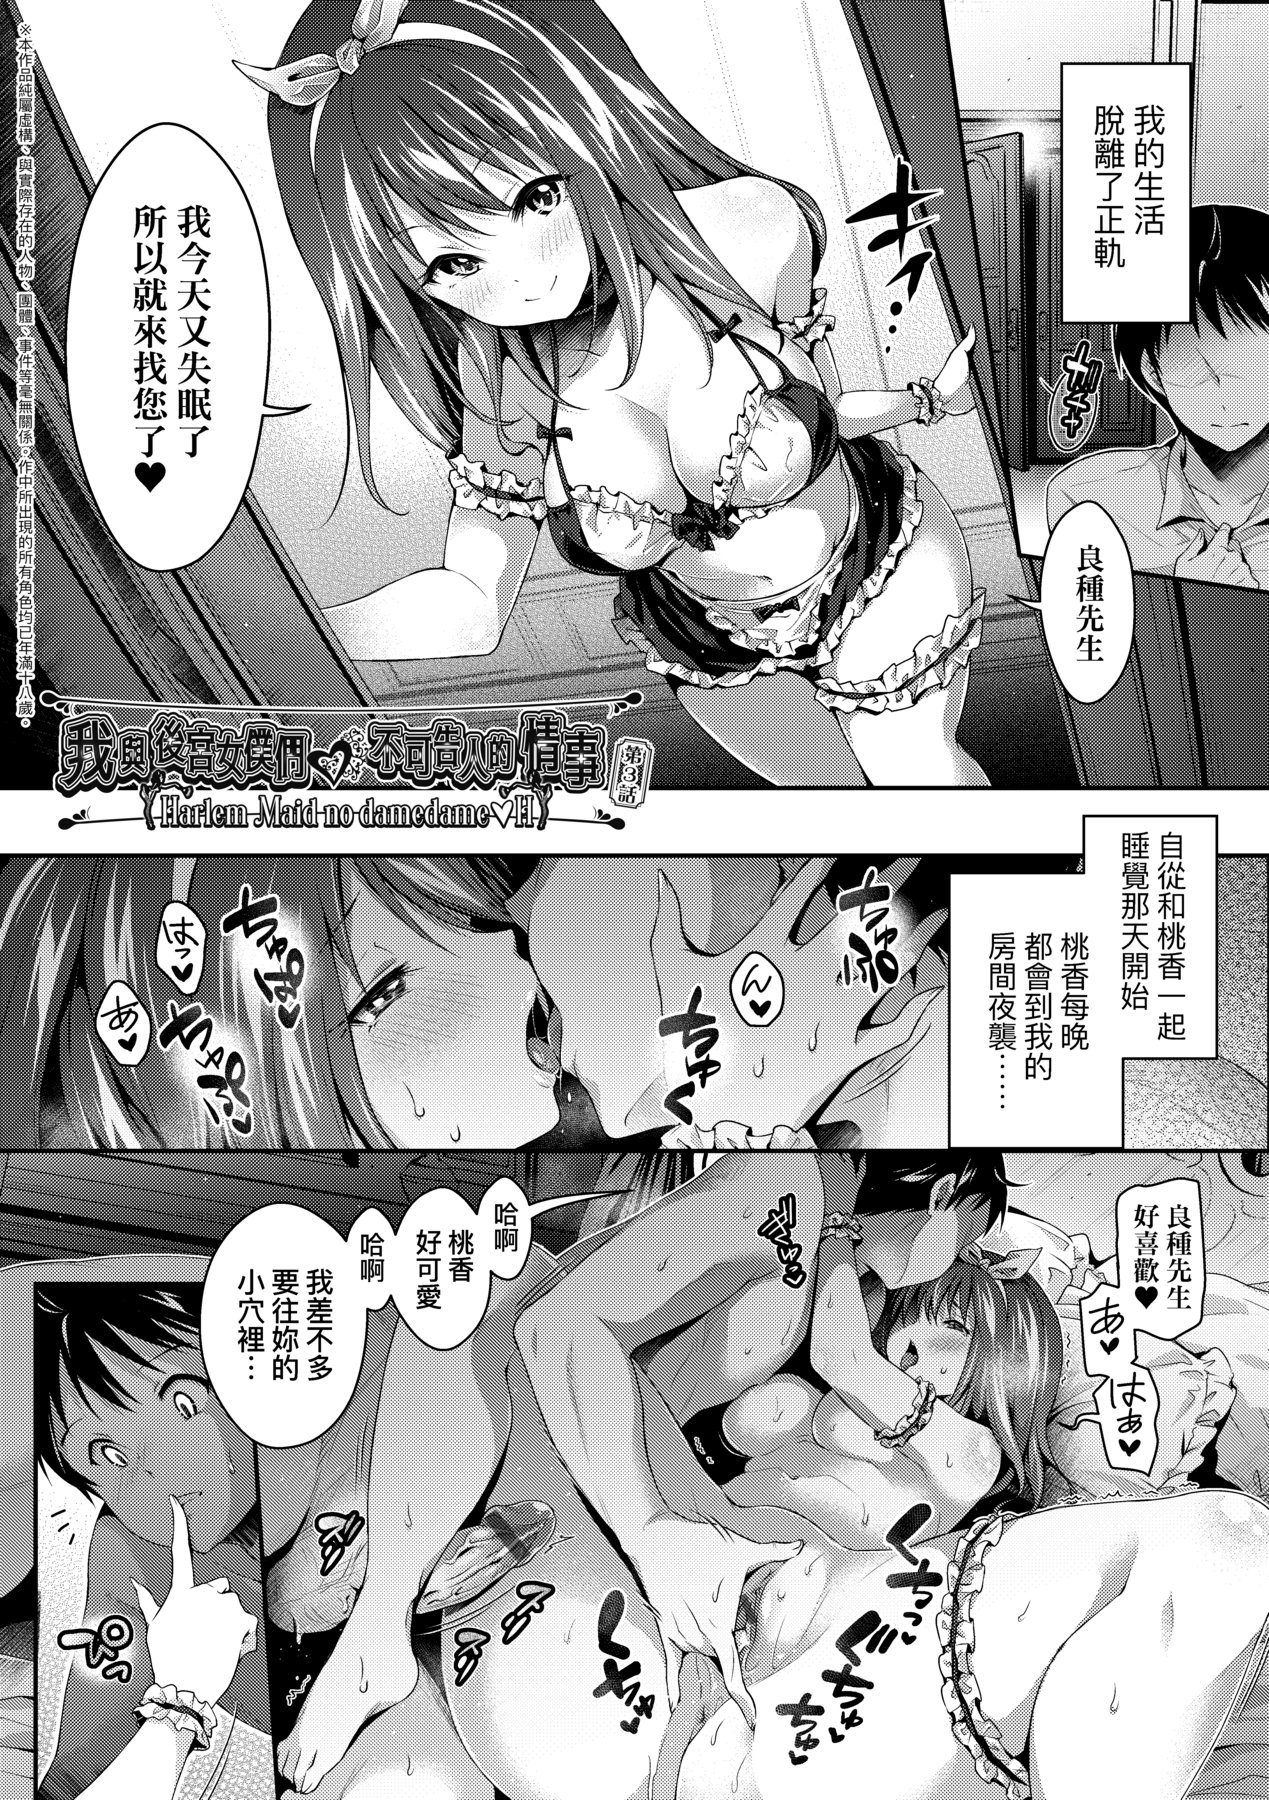 我的生活
脫離了正軌
良種先生
我今天又失眠了
所以就來找您了♥
※本作品純屬虛構、與實際存在的人物、團體、事件等毫無關係。作中所出現的所有角色均已年滿十八歲。
我與後宮女僕們♥不可告人的情事
第3話
Harlem Maid no damedame♥H
自從和桃香一起
睡覺那天開始
桃香每晚
都會到我的
房間夜襲……
ちゅぷっ
ん♥
ちゅく
ちゅぱ
はっ♥
ちゅぷ
あ♥
良種先生
好喜歡♥
あ♥
はぁ♥
ぎゅっ
哈啊
桃香
好可愛
哈啊
我差不多
要往妳的
小穴裡…
くちっ♥
ちゅく
くちゅ
ちゅ